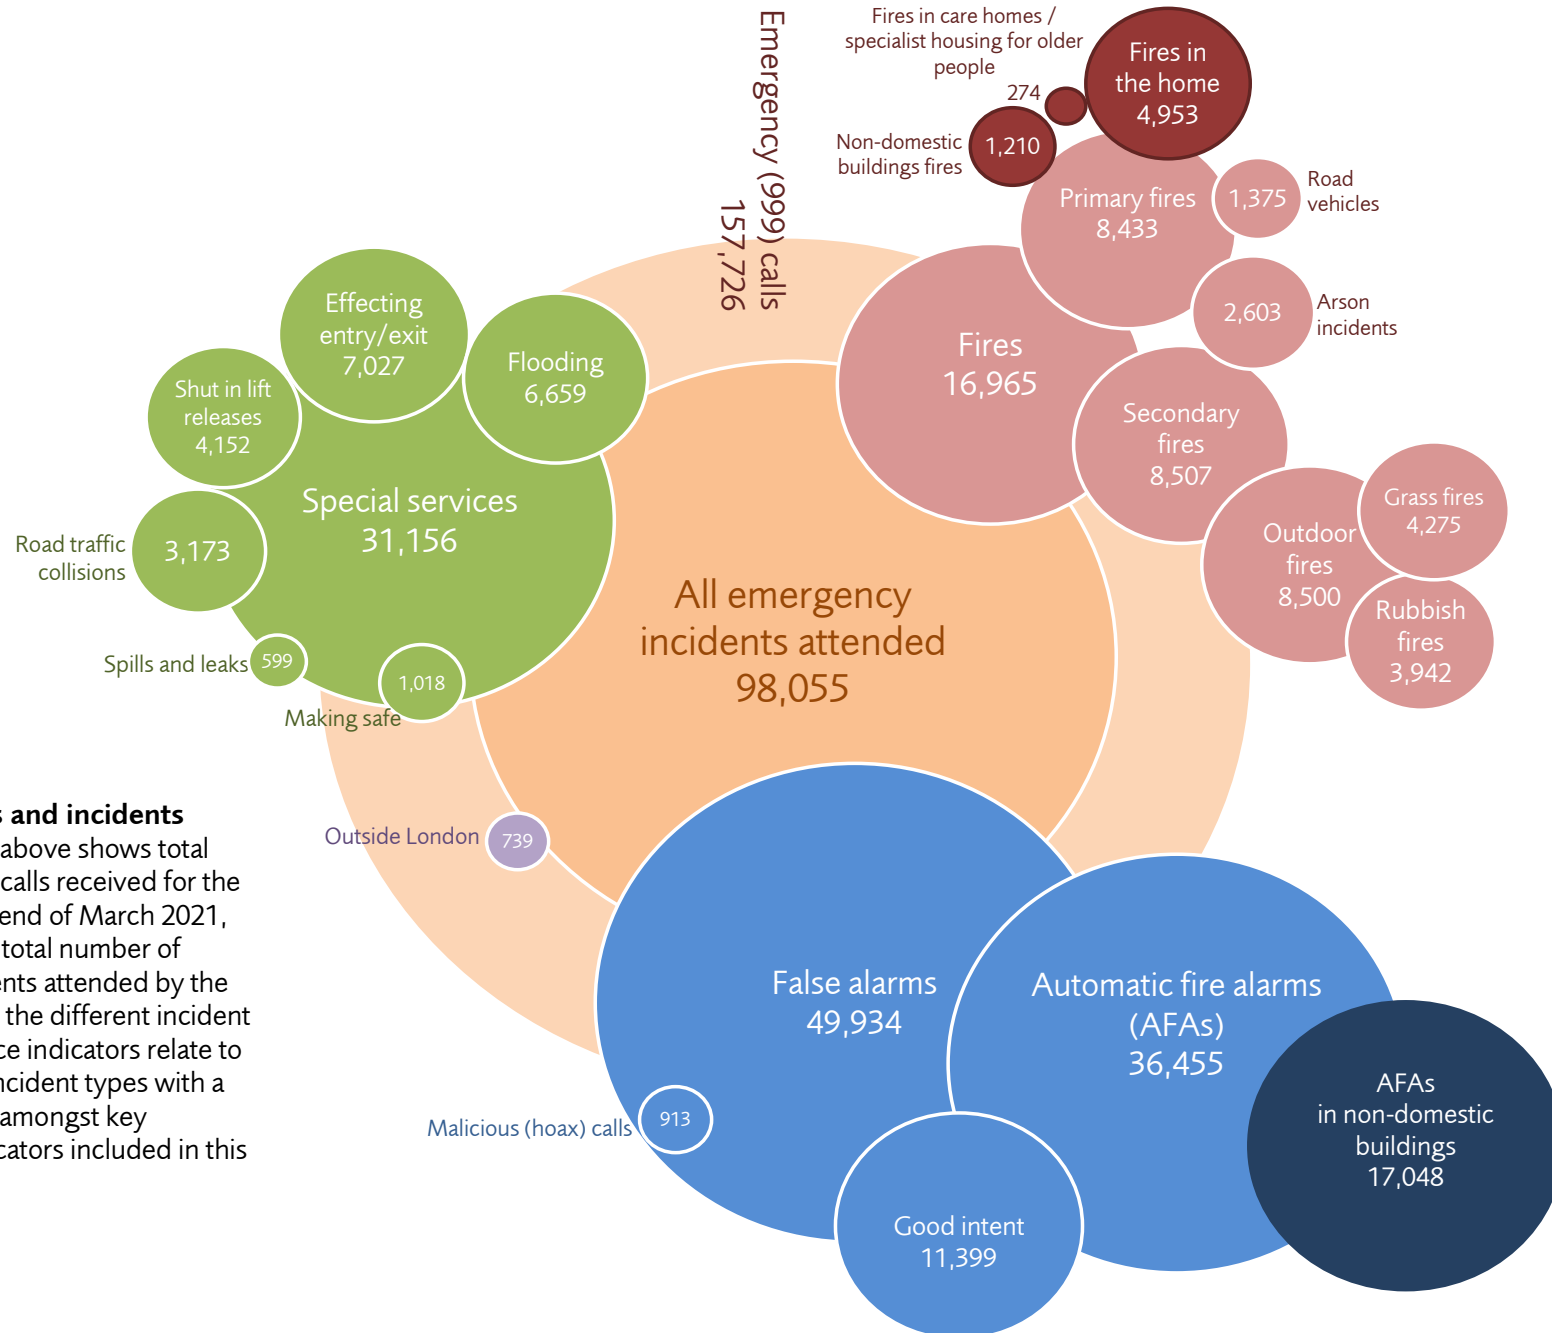 Emergency (999) calls
157,726
Fires in care homes /
specialist housing for older
people
274
Fires in
the home
4,953
Non-domestic
buildings fires
1,210
Primary fires
8,433
1,375
Road
vehicles
2,603
Arson
incidents
Fires
16,965
Secondary
fires
8,507
Outdoor
fires
8,500
Grass fires
4,275
Rubbish
fires
3,942
Effecting
entry/exit
7,027
Flooding
6,659
Shut in lift
releases
4,152
Special services
31,156
Road traffic
collisions
3,173
Spills and leaks
599
1,018
Making safe
All emergency
incidents attended
98,055
Outside London
739
s and incidents
above shows total
calls received for the
end of March 2021,
total number of
ents attended by the
the different incident
ce indicators relate to
ncident types with a
amongst key
cators included in this
False alarms
49,934
Automatic fire alarms
(AFAs)
36,455
AFAs
in non-domestic
buildings
17,048
Malicious (hoax) calls
913
Good intent
11,399